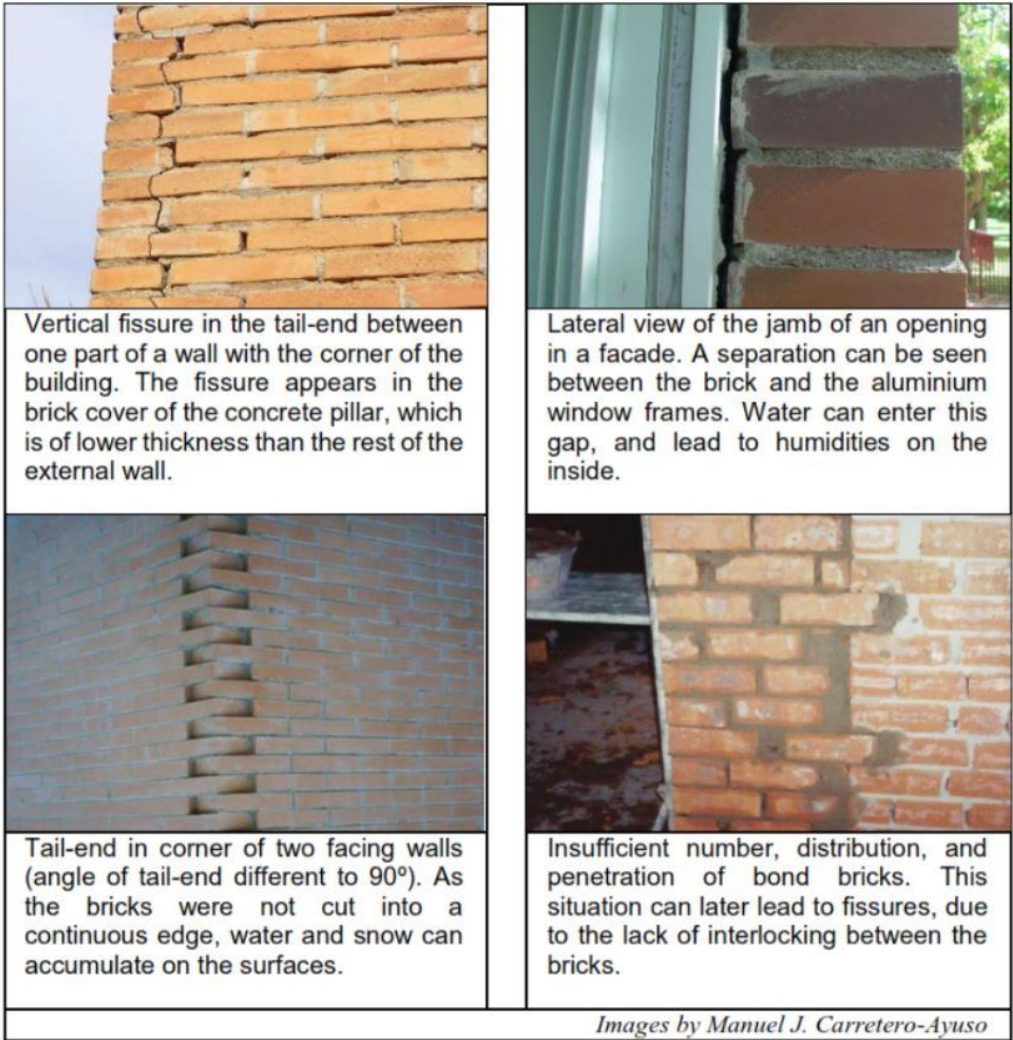 Vertical fissure in the tail-end between
one part of a wall with the corner of the
building. The fissure appears in the
brick cover of the concrete pillar, which
is of lower thickness than the rest of the
external wall.
Lateral view of the jamb of an opening
in a facade. A separation can be seen
between the brick and the aluminium
window frames. Water can enter this
gap, and lead to humidities on the
inside.
Tail-end in corner of two facing walls
(angle of tail-end different to 90º). As
the bricks were not cut into a
continuous edge, water and snow can
accumulate on the surfaces.
Insufficient number, distribution, and
penetration of bond bricks. This
situation can later lead to fissures, due
to the lack of interlocking between the
bricks.
Images by Manuel J. Carretero-Ayuso